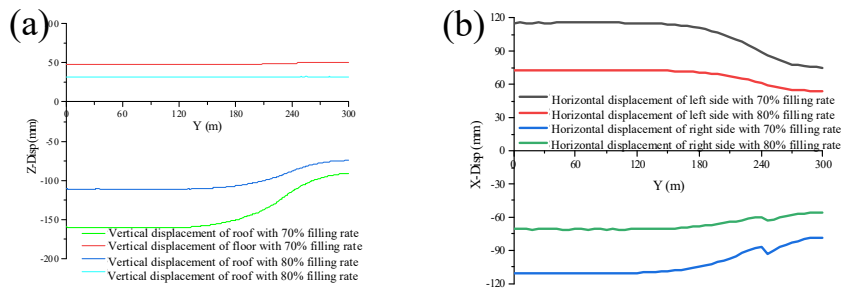 (a)
100
50
0
-50
-100
-150
-200
0
60
120
180
240
300
Y (m)
Z-Disp(mm)
Vertical displacement of roof with 70% filling rate
Vertical displacement of floor with 70% filling rate
Vertical displacement of roof with 80% filling rate
Vertical displacement of roof with 80% filling rate
(b)
120
90
60
30
0
-30
-60
-90
-120
0
60
120
180
240
300
Y (m)
X-Disp(mm)
Horizontal displacement of left side with 70% filling rate
Horizontal displacement of left side with 80% filling rate
Horizontal displacement of right side with 70% filling rate
Horizontal displacement of right side with 80% filling rate